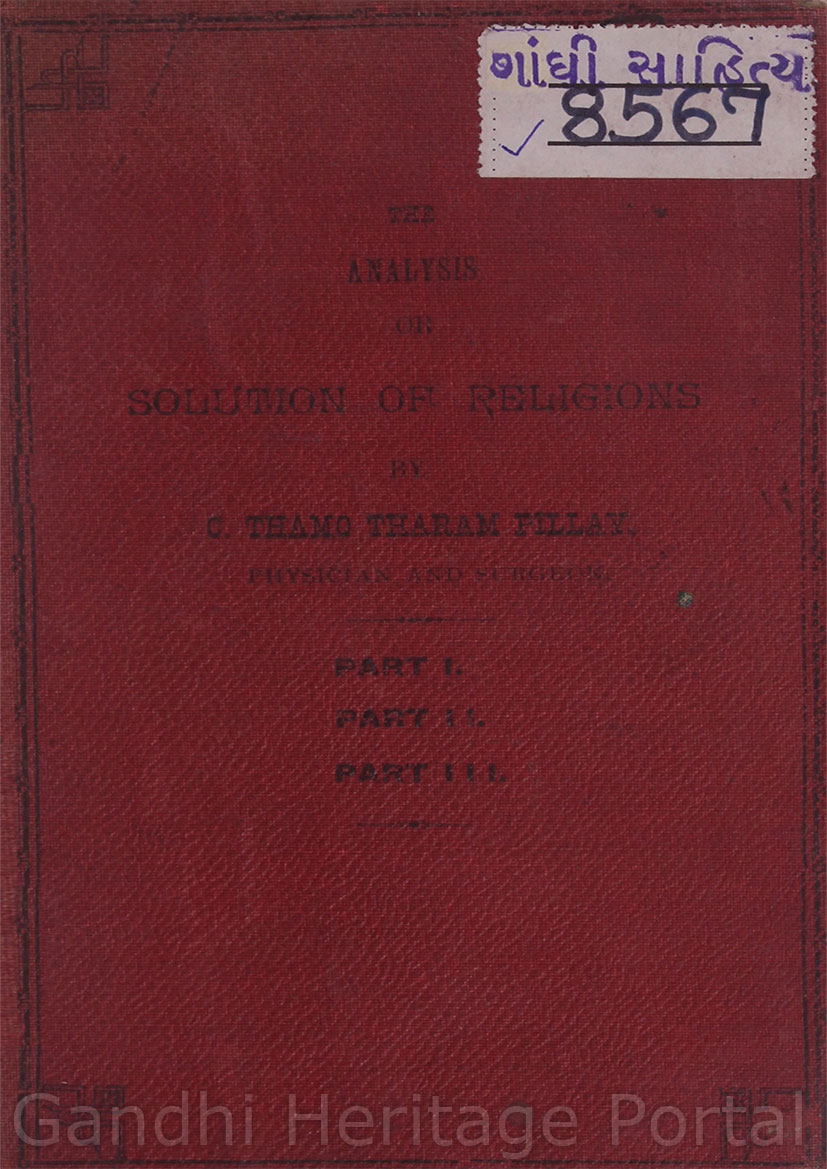 ગાંધી સાહિત્ય
8567
THE
ANALYSIS
OR
SOLUTION OF RELIGIONS
BY
C. THAMO THARAM PILLAY,
PHYSICIAN AND SURGEON.
PART I.
PART II.
PART III.
Gandhi Heritage Portal